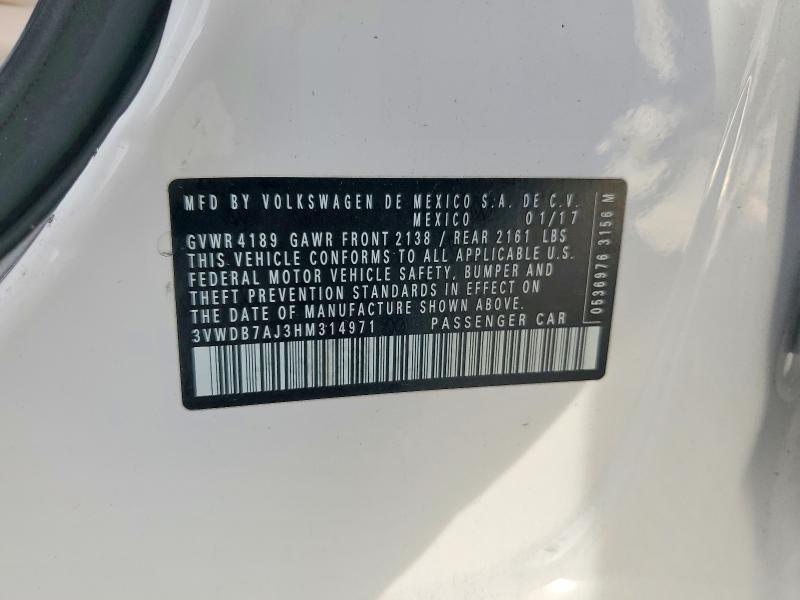 MFD BY VOLKSWAGEN DE MEXICO S.A. DE C.V.
MEXICO 01/17
GVWR 4189 GAWR FRONT 2138 / REAR 2161 LBS
THIS VEHICLE CONFORMS TO ALL APPLICABLE U.S.
FEDERAL MOTOR VEHICLE SAFETY, BUMPER AND
THEFT PREVENTION STANDARDS IN EFFECT ON
THE DATE OF MANUFACTURE SHOWN ABOVE.
3VWDB7AJ3HM314971 PASSENGER CAR
0536976 3156 M